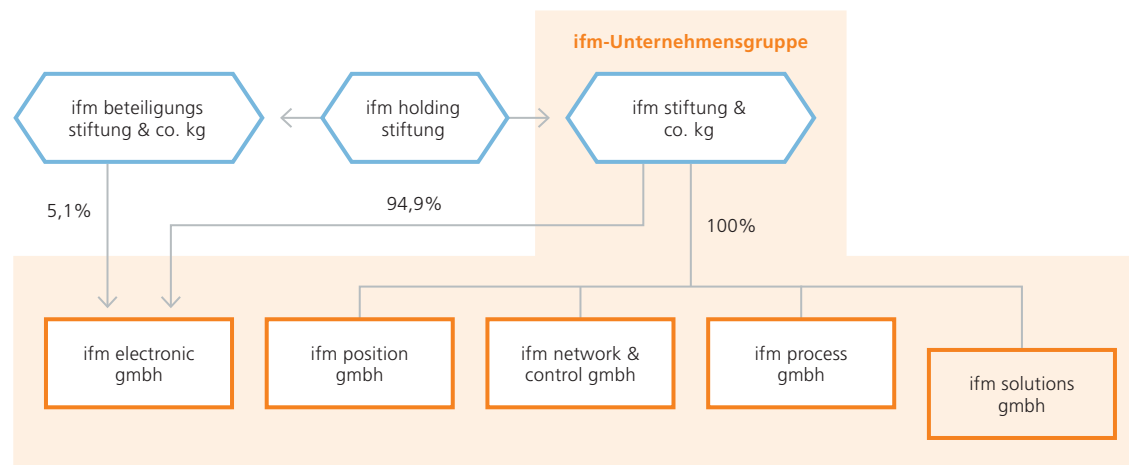 ifm-Unternehmensgruppe
ifm beteiligungs
stiftung & co. kg
ifm holding
stiftung
ifm stiftung &
co. kg
5,1%
94,9%
100%
ifm electronic
gmbh
ifm position
gmbh
ifm network &
control gmbh
ifm process
gmbh
ifm solutions
gmbh